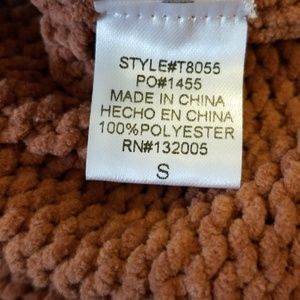 STYLE#T8055
PO#1455
MADE IN CHINA
HECHO EN CHINA
100%POLYESTER
RN#132005
S